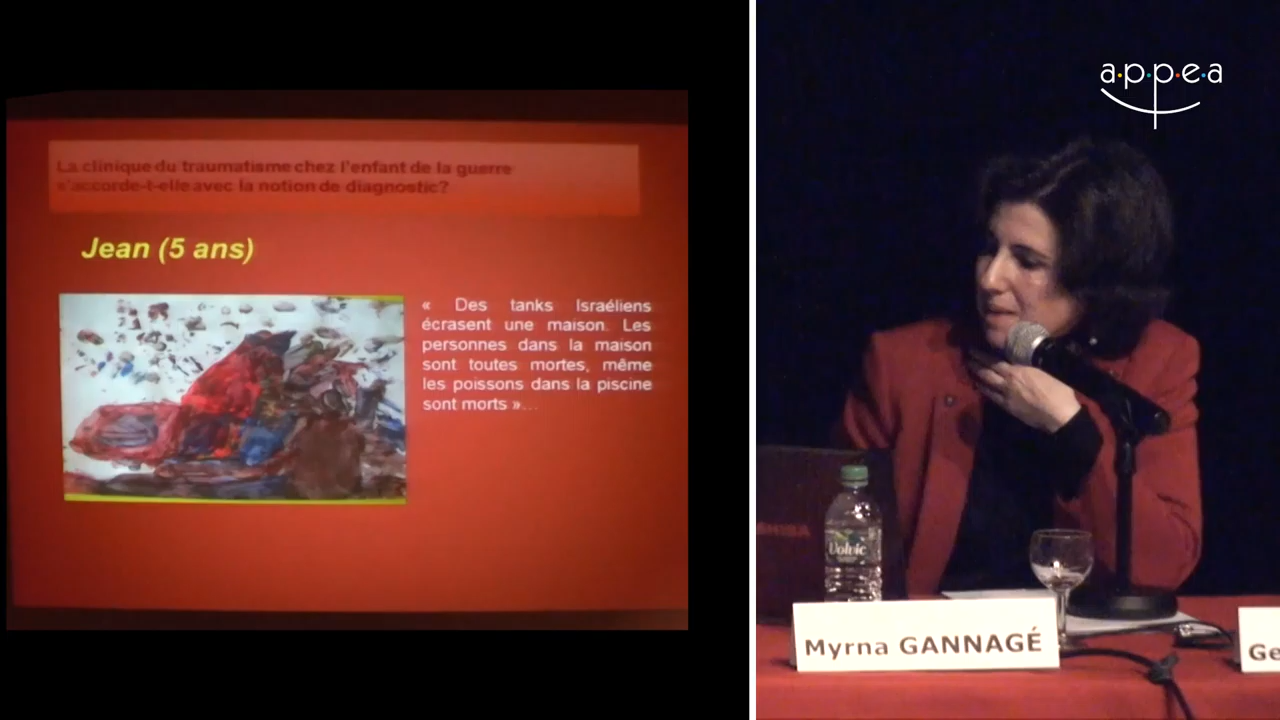 La clinique du traumatisme chez l'enfant de la guerre
s'accorde-t-elle avec la notion de diagnostic?
Jean (5 ans)
« Des tanks Israéliens
écrasent une maison. Les
personnes dans la maison
sont toutes mortes, même
les poissons dans la piscine
sont morts »...
a·p·p·e·a
Volvic
Myrna GANNAGÉ
Ge